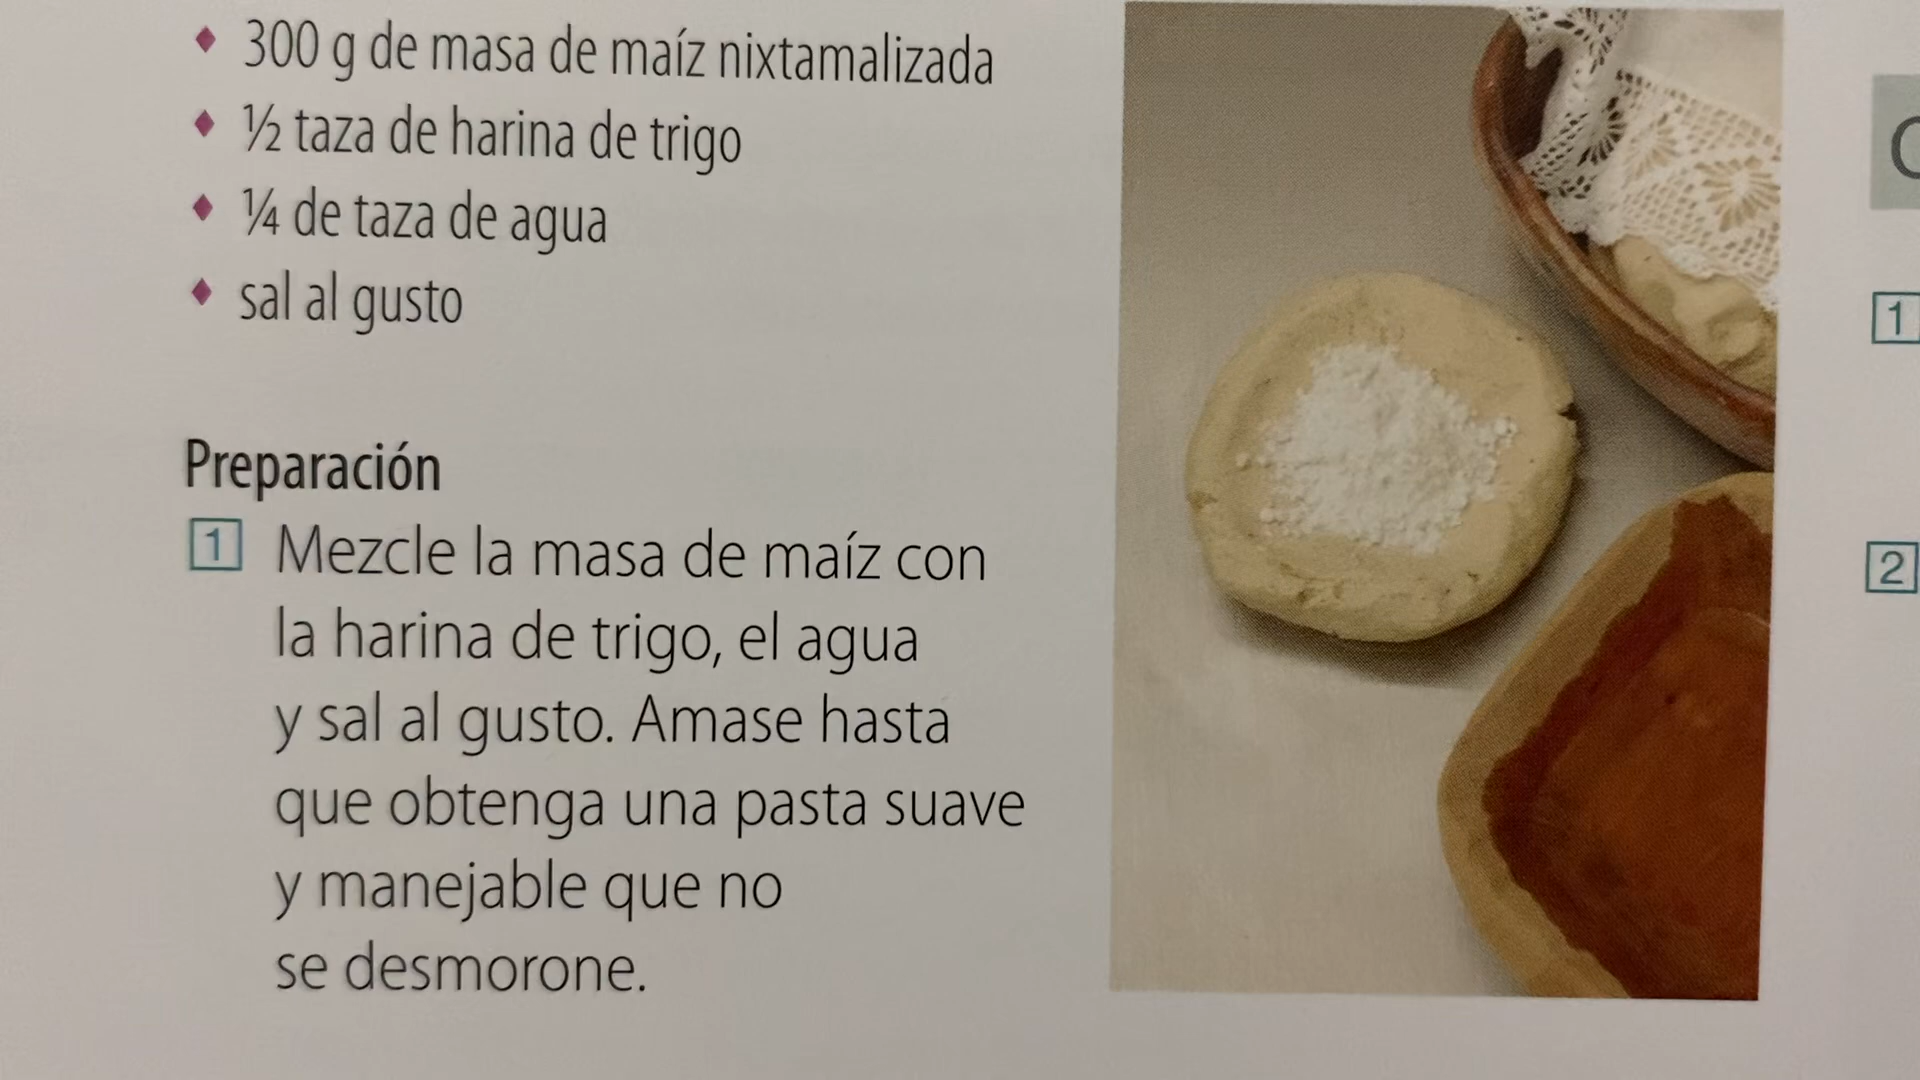 ♦ 300 g de masa de maíz nixtamalizada
♦ ½ taza de harina de trigo
♦ ¼ de taza de agua
♦ sal al gusto
Preparación
1 Mezcle la masa de maíz con
la harina de trigo, el agua
y sal al gusto. Amase hasta
que obtenga una pasta suave
y manejable que no
se desmorone.
1
2